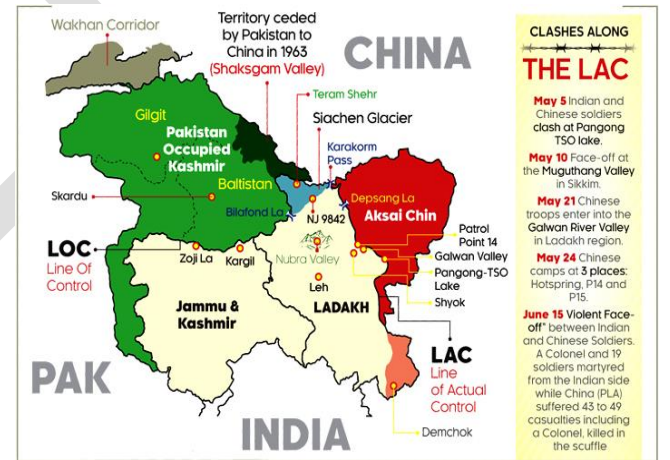 Wakhan Corridor
Territory ceded
by Pakistan to
China in 1963
(Shaksgam Valley)
CHINA
Teram Shehr
Siachen Glacier
Gilgit
Pakistan
Occupied
Kashmir
Karakorm
Pass
Skardu
Baltistan
Bilafond La
NJ 9842
Depsang La
Aksai Chin
LOC
Line Of
Control
Zoji La
Kargil
Nubra Valley
Leh
Patrol
Point 14
Galwan Valley
Pangong-TSO
Lake
Shyok
Jammu &
Kashmir
LADAKH
LAC
Line
of Actual
Control
PAK
INDIA
Demchok
CLASHES ALONG
THE LAC
May 5 Indian and
Chinese soldiers
clash at Pangong
TSO lake.
May 10 Face-off at
the Muguthang Valley
in Sikkim.
May 21 Chinese
troops enter into the
Galwan River Valley
in Ladakh region.
May 24 Chinese
camps at 3 places:
Hotspring, P14 and
P15.
June 15 Violent Face-
off" between Indian
and Chinese Soldiers.
A Colonel and 19
soldiers martyred
from the Indian side
while China (PLA)
suffered 43 to 49
casualties including
a Colonel, killed in
the scuffle